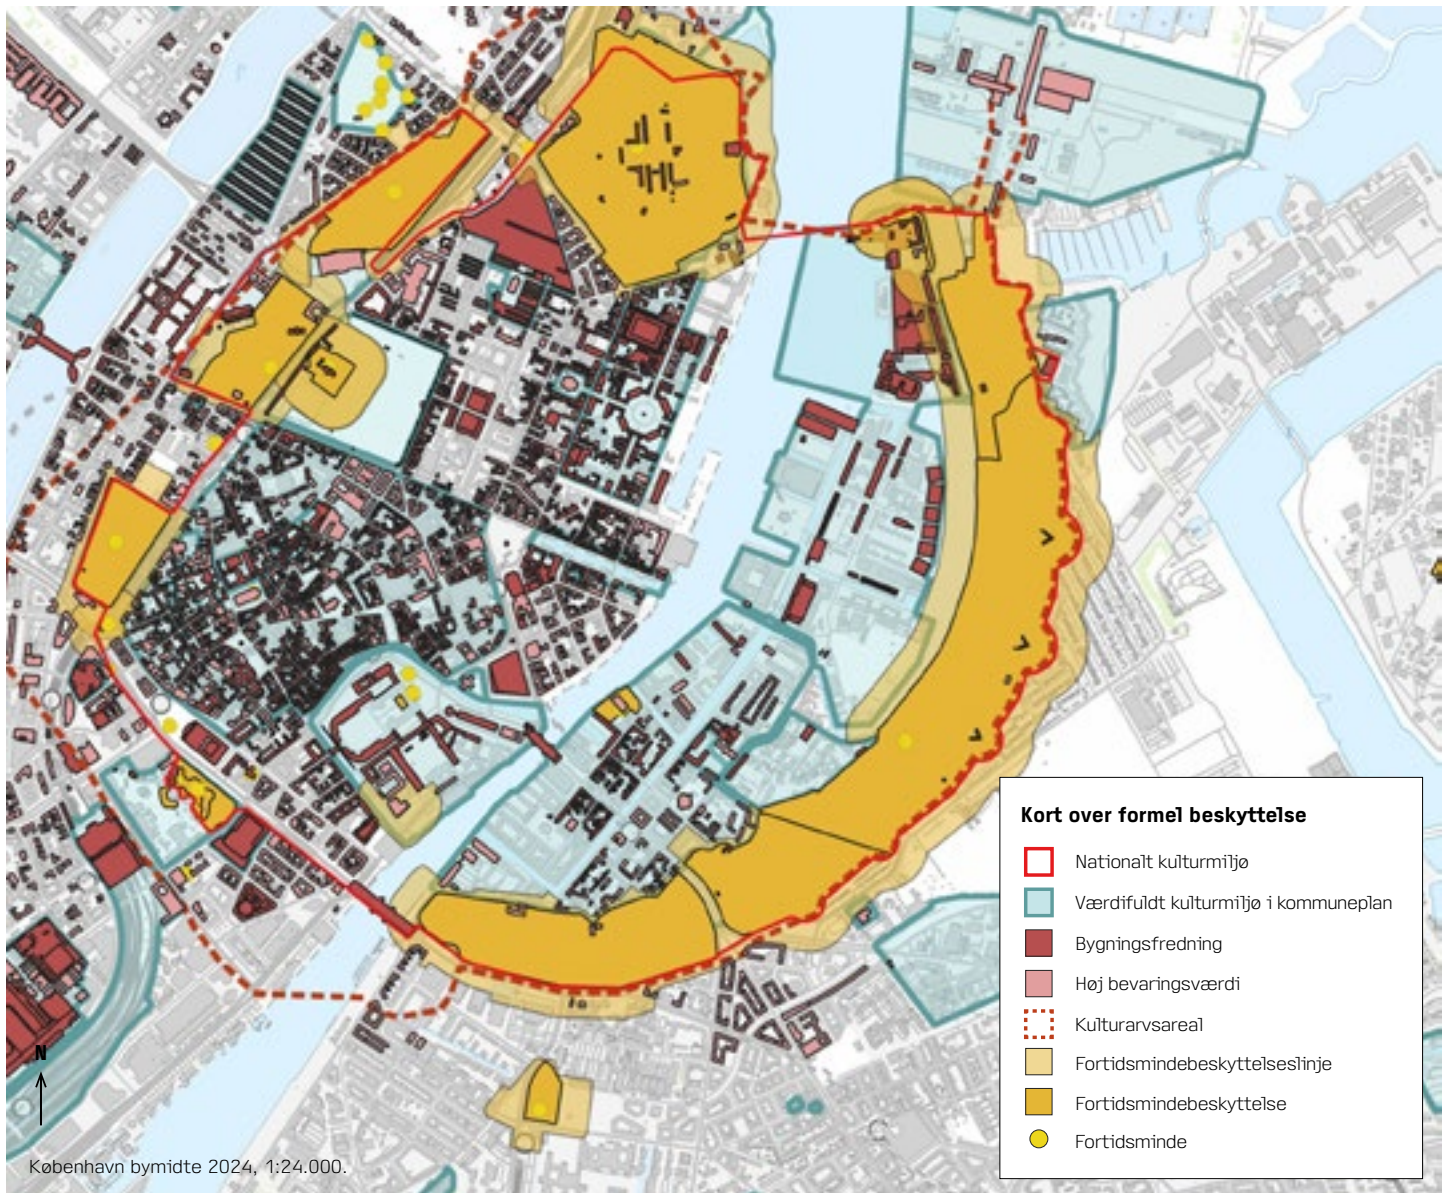 Kort over formel beskyttelse
Nationalt kulturmiljø
Værdifuldt kulturmiljø i kommuneplan
Bygningsfredning
Høj bevaringsværdi
Kulturarvsareal
Fortidsmindebeskyttelseslinje
Fortidsmindebeskyttelse
Fortidsminde
N
København bymidte 2024, 1:24.000.